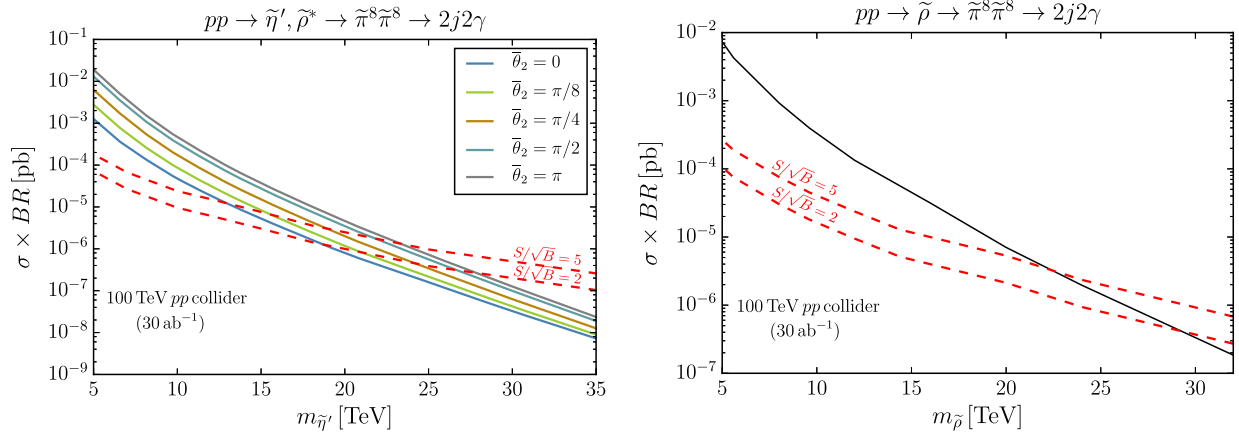 pp → η̃′, ρ̃* → π̃⁸π̃⁸ → 2j2γ
σ × BR [pb]
10⁻¹
10⁻²
10⁻³
10⁻⁴
10⁻⁵
10⁻⁶
10⁻⁷
10⁻⁸
10⁻⁹
θ̄₂ = 0
θ̄₂ = π/8
θ̄₂ = π/4
θ̄₂ = π/2
θ̄₂ = π
S/√B = 5
S/√B = 2
100 TeV pp collider
(30 ab⁻¹)
5 10 15 20 25 30 35
m_η̃′ [TeV]
pp → ρ̃ → π̃⁸π̃⁸ → 2j2γ
σ × BR [pb]
10⁻²
10⁻³
10⁻⁴
10⁻⁵
10⁻⁶
10⁻⁷
S/√B = 5
S/√B = 2
100 TeV pp collider
(30 ab⁻¹)
5 10 15 20 25 30
m_ρ̃ [TeV]